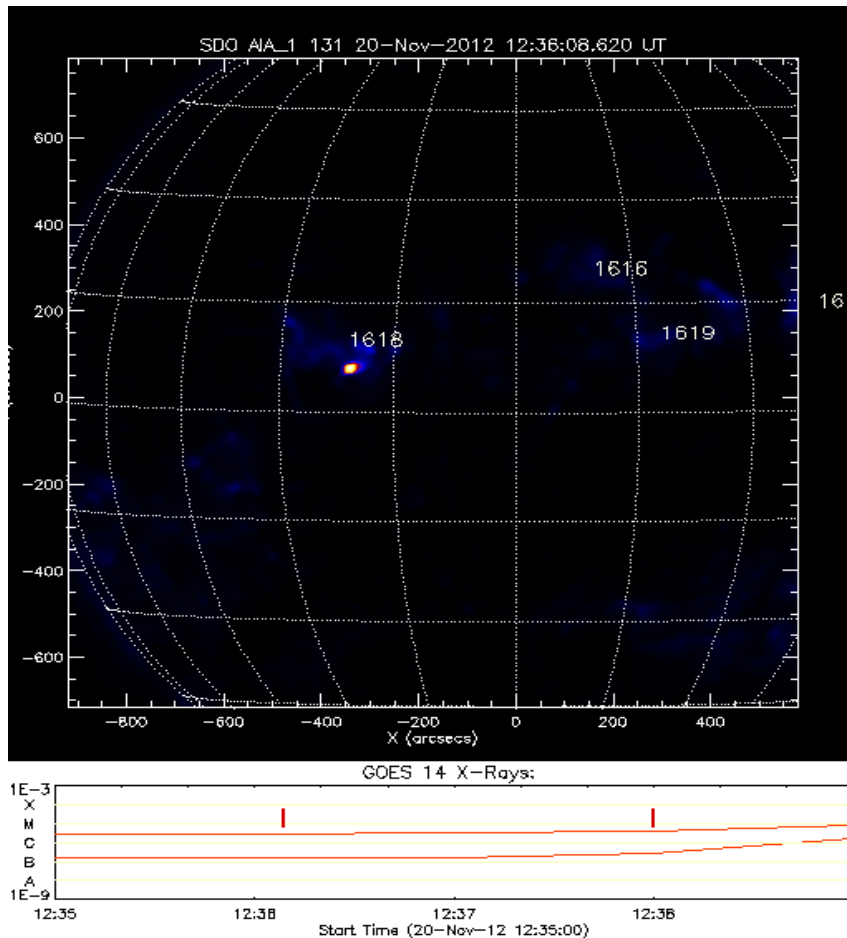 SDO AIA_1 131 20-Nov-2012 12:36:08.620 UT
600
400
1616
200
16
1618
1619
0
−200
−400
−600
−800 −600 −400 −200 0 200 400
X (arcsecs)
GOES 14 X-Rays:
1E-3
X
M
C
B
A
1E-9
12:35 12:36 12:37 12:38
Start Time (20-Nov-12 12:35:00)